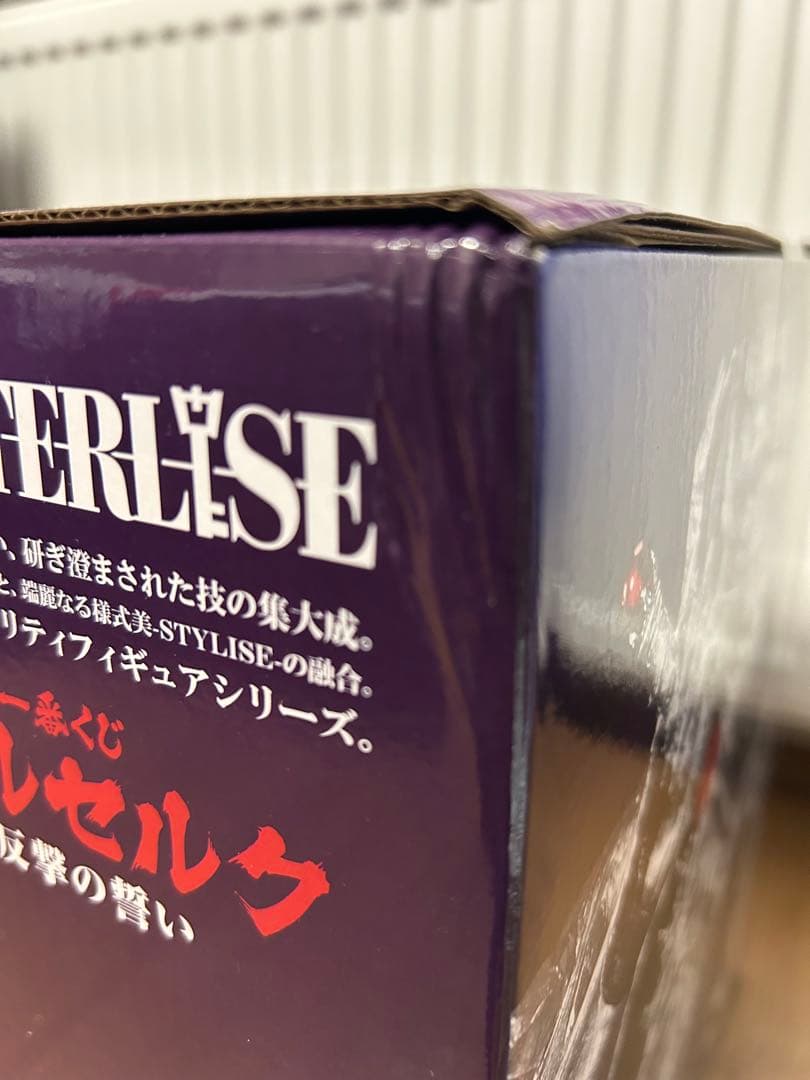 TERLISE
い、研ぎ澄まされた技の集大成。
と、端麗なる様式美-STYLISE-の融合。
リティフィギュアシリーズ。
一番くじ
ルセルク
反撃の誓い